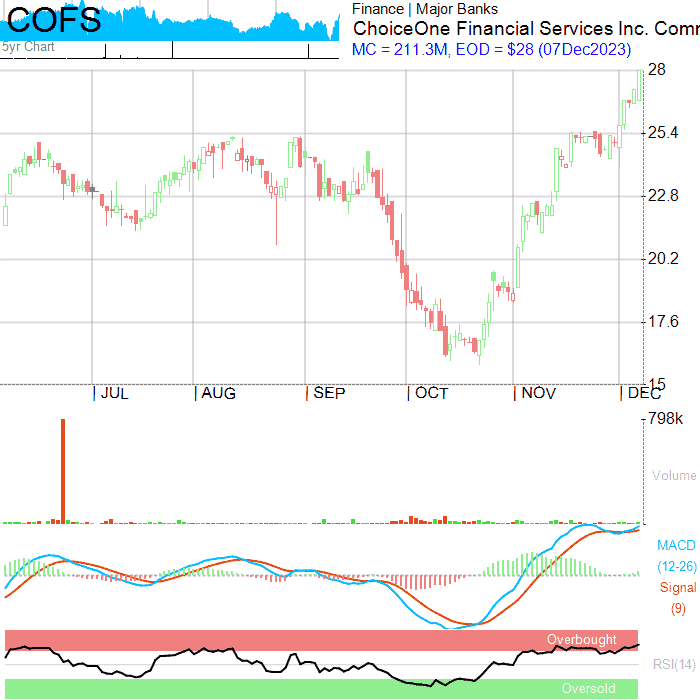 COFS
5yr Chart
Finance | Major Banks
ChoiceOne Financial Services Inc. Comm
MC = 211.3M, EOD = $28 (07Dec2023)
28
25.4
22.8
20.2
17.6
15
JUL
AUG
SEP
OCT
NOV
DEC
798k
Volume
MACD
(12-26)
Signal
(9)
Overbought
RSI(14)
Oversold